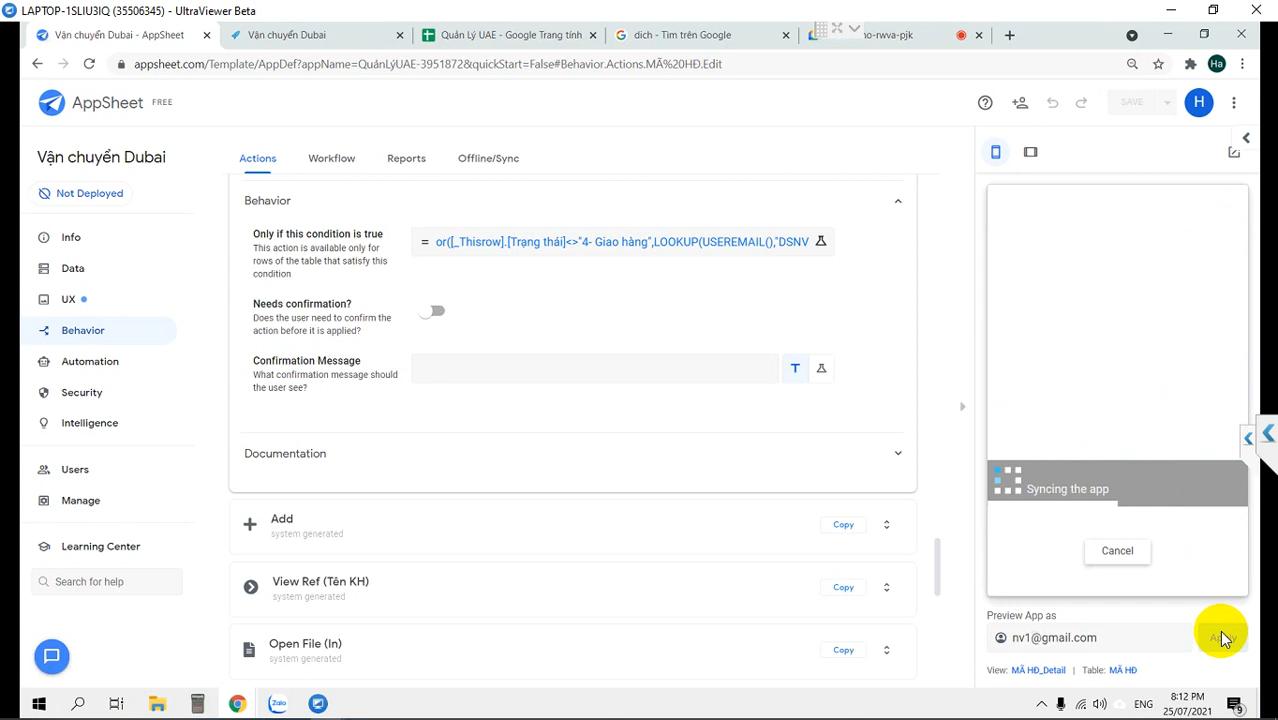 LAPTOP-1SLIU3IQ (35506345) - UltraViewer Beta
Vận chuyển Dubai - AppSheet
Vận chuyển Dubai
Quản Lý UAE - Google Trang tính
dich - Tìm trên Google
no-rwva-pjk
appsheet.com/Template/AppDef?appName=QuảnLýUAE-3951872&quickStart=False#Behavior.Actions.MÃ%20HĐ.Edit
Ha
AppSheet FREE
SAVE
H
Vận chuyển Dubai
Not Deployed
Info
Data
UX
Behavior
Automation
Security
Intelligence
Users
Manage
Learning Center
Search for help
Actions
Workflow
Reports
Offline/Sync
Behavior
Only if this condition is true
This action is available only for
rows of the table that satisfy this
condition
= or([_Thisrow].[Trạng thái]<>"4- Giao hàng",LOOKUP(USEREMAIL(),"DSNV
Needs confirmation?
Does the user need to confirm the
action before it is applied?
Confirmation Message
What confirmation message should
the user see?
T
Documentation
Add
system generated
Copy
View Ref (Tên KH)
system generated
Copy
Open File (In)
system generated
Copy
Syncing the app
Cancel
Preview App as
nv1@gmail.com
Apply
View: MÃ HĐ_Detail | Table: MÃ HĐ
Zalo
ENG
8:12 PM
25/07/2021
9